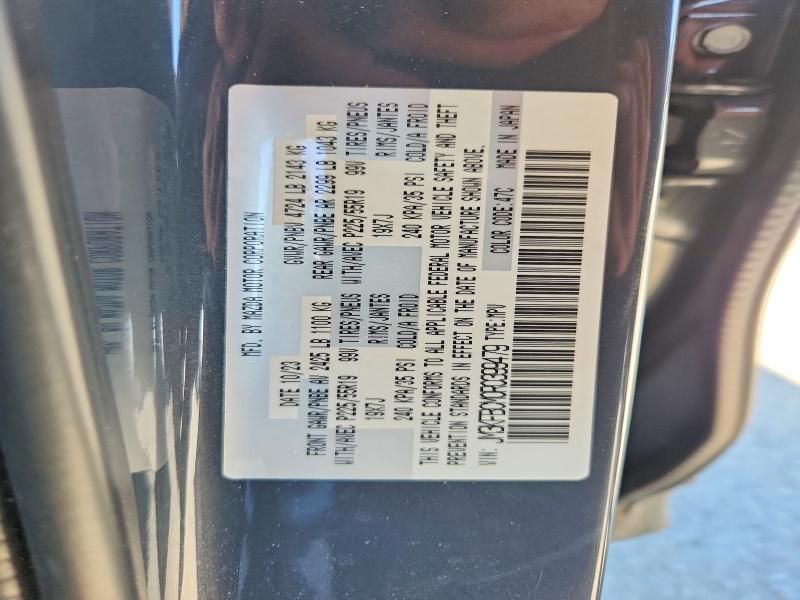 MFD. BY MAZDA MOTOR CORPORATION
DATE 10/23 GVWR/PNBV 4724 LB 2143 KG
FRONT GAWR/PNBE AV 2425 LB 1100 KG REAR GAWR/PNBE AR 2299 LB 1043 KG
WITH/AVEC P225/55R19 99V TIRES/PNEUS WITH/AVEC P225/55R19 99V TIRES/PNEUS
19X7J RIMS/JANTES 19X7J RIMS/JANTES
240 KPA/35 PSI COLD/A FROID 240 KPA/35 PSI COLD/A FROID
THIS VEHICLE CONFORMS TO ALL APPLICABLE FEDERAL MOTOR VEHICLE SAFETY AND THEFT
PREVENTION STANDARDS IN EFFECT ON THE DATE OF MANUFACTURE SHOWN ABOVE.
VIN: TYPE:MPV COLOR CODE:47C MADE IN JAPAN